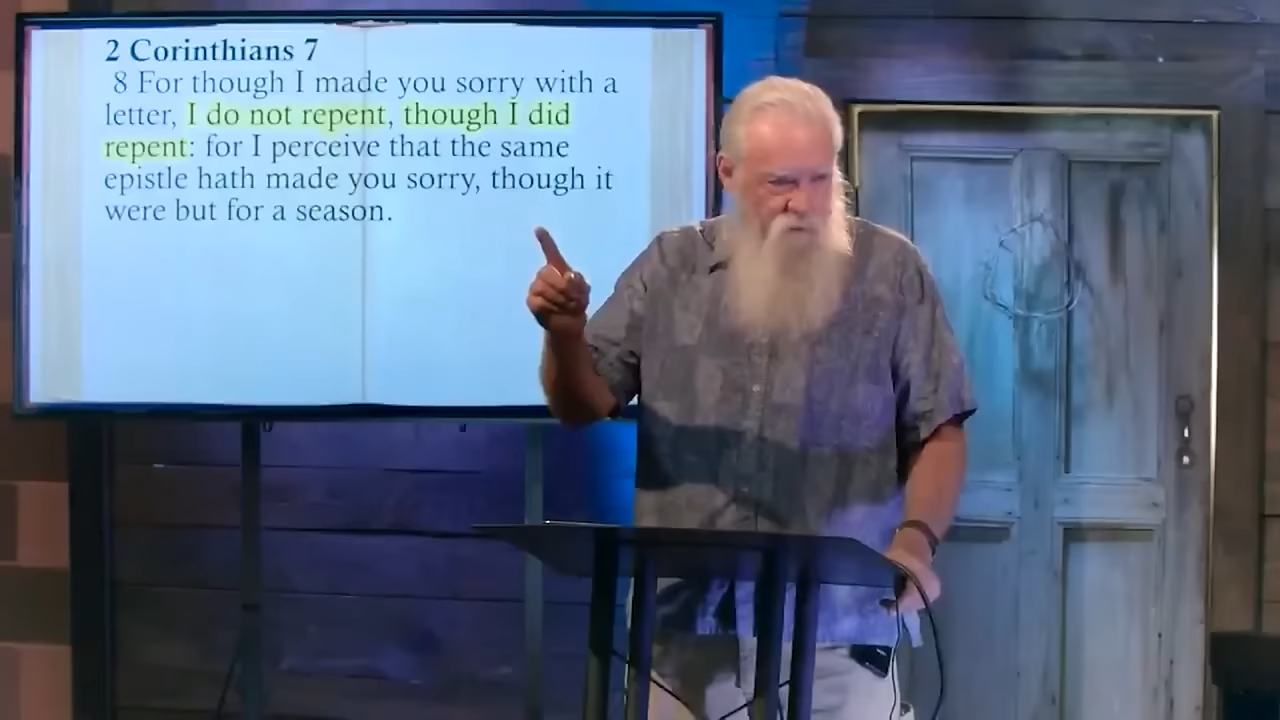 2 Corinthians 7
8 For though I made you sorry with a
letter, I do not repent, though I did
repent: for I perceive that the same
epistle hath made you sorry, though it
were but for a season.